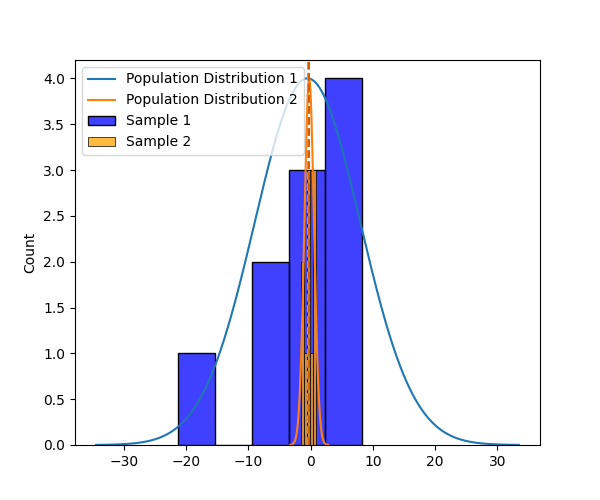 Population Distribution 1
Population Distribution 2
Sample 1
Sample 2
4.0
3.5
3.0
2.5
2.0
1.5
1.0
0.5
0.0
Count
−30 −20 −10 0 10 20 30